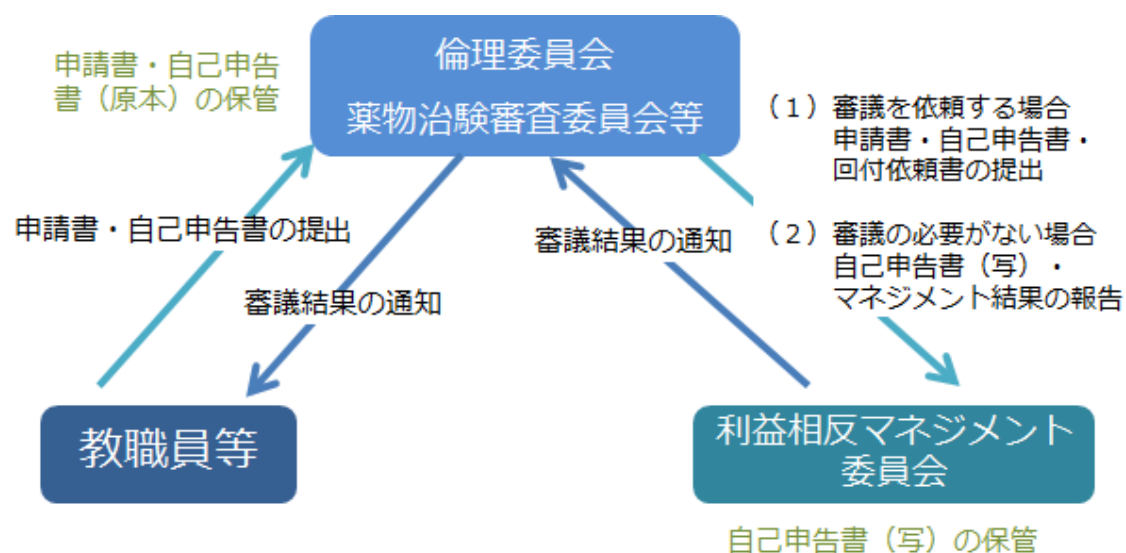 申請書・自己申告
書（原本）の保管
倫理委員会
薬物治験審査委員会等
（１）審議を依頼する場合
申請書・自己申告書・
回付依頼書の提出
申請書・自己申告書の提出
審議結果の通知
（２）審議の必要がない場合
自己申告書（写）・
マネジメント結果の報告
審議結果の通知
教職員等
利益相反マネジメント
委員会
自己申告書（写）の保管